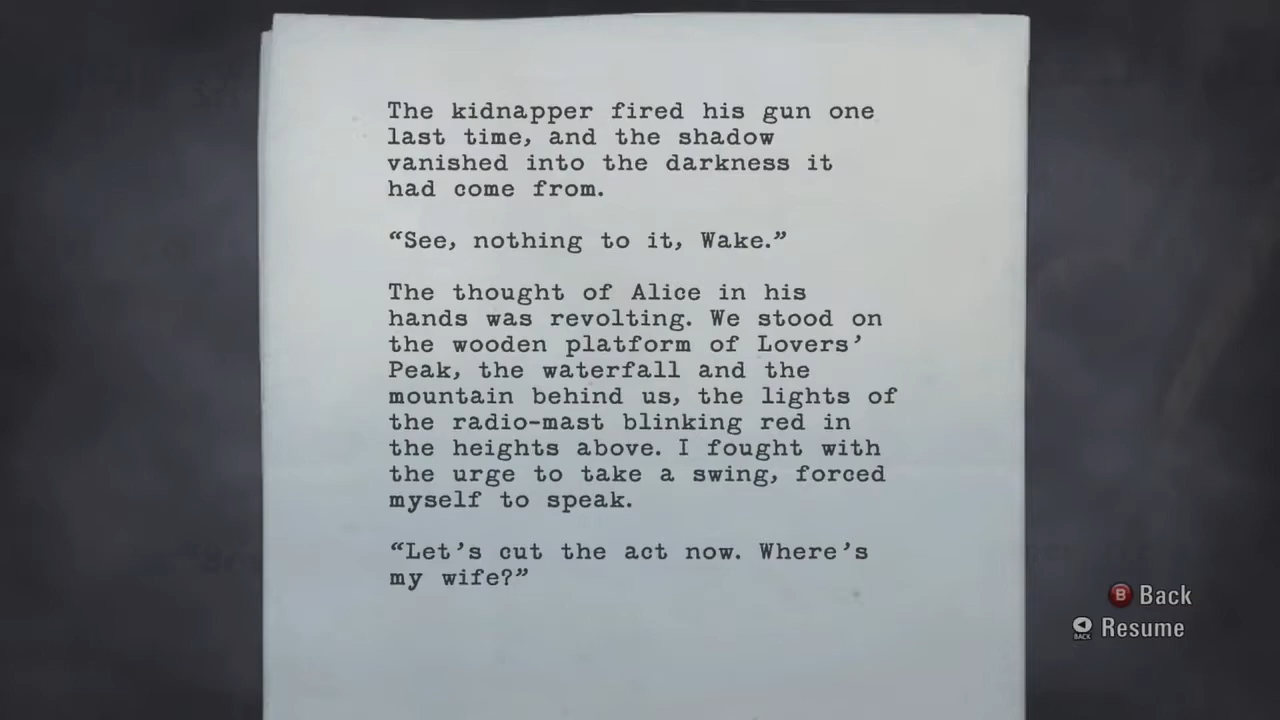 The kidnapper fired his gun one
last time, and the shadow
vanished into the darkness it
had come from.
“See, nothing to it, Wake.”
The thought of Alice in his
hands was revolting. We stood on
the wooden platform of Lovers’
Peak, the waterfall and the
mountain behind us, the lights of
the radio-mast blinking red in
the heights above. I fought with
the urge to take a swing, forced
myself to speak.
“Let’s cut the act now. Where’s
my wife?”
B Back
BACK Resume